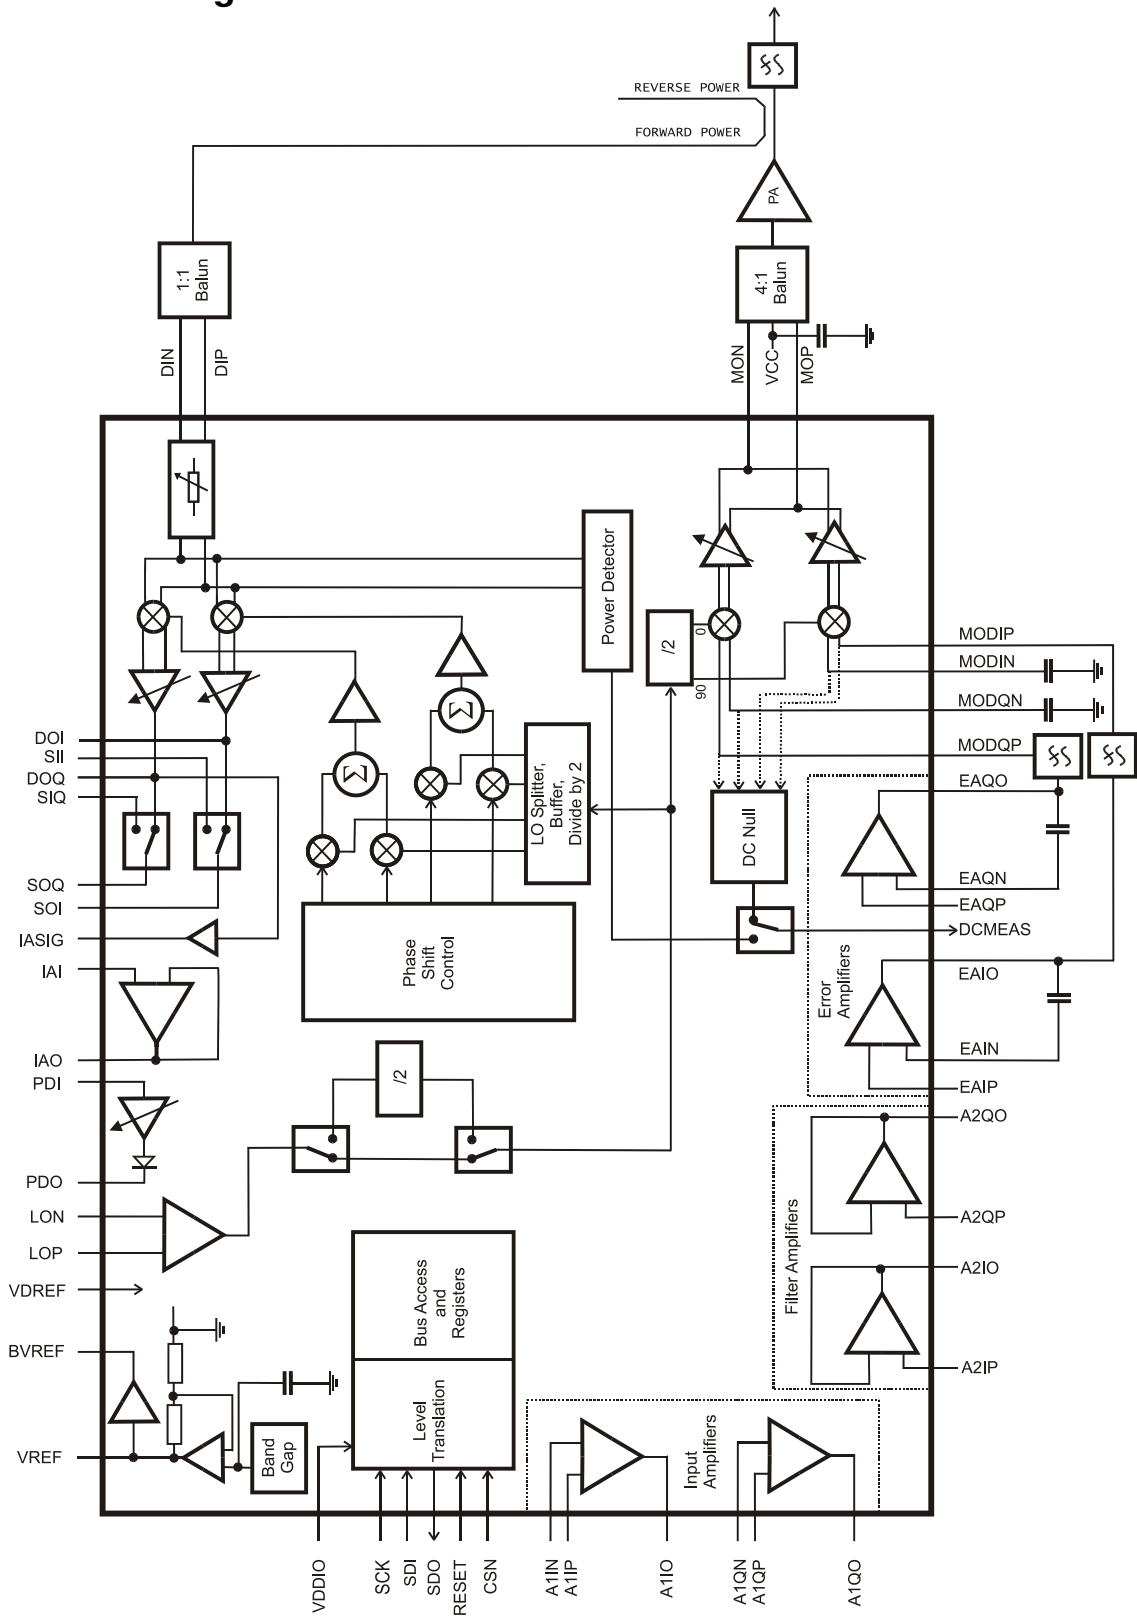 REVERSE POWER
FORWARD POWER
PA
1:1
Balun
4:1
Balun
DIN
DIP
MON
VCC
MOP
Power Detector
/2
0
90
MODIP
MODIN
MODQN
MODQP
DOI
SII
DOQ
SIQ
Σ
Σ
LO Splitter,
Buffer,
Divide by 2
DC Null
EAQO
SOQ
SOI
EAQN
EAQP
IASIG
DCMEAS
Phase
Shift
Control
IAI
EAIO
Error
Amplifiers
IAO
EAIN
PDI
/2
EAIP
A2QO
PDO
LON
A2QP
LOP
Filter Amplifiers
A2IO
VDREF
Bus Access
and
Registers
BVREF
A2IP
Level
Translation
VREF
Band
Gap
Input
Amplifiers
VDDIO
SCK
SDI
SDO
RESET
CSN
A1IN
A1IP
A1IO
A1QN
A1QP
A1QO